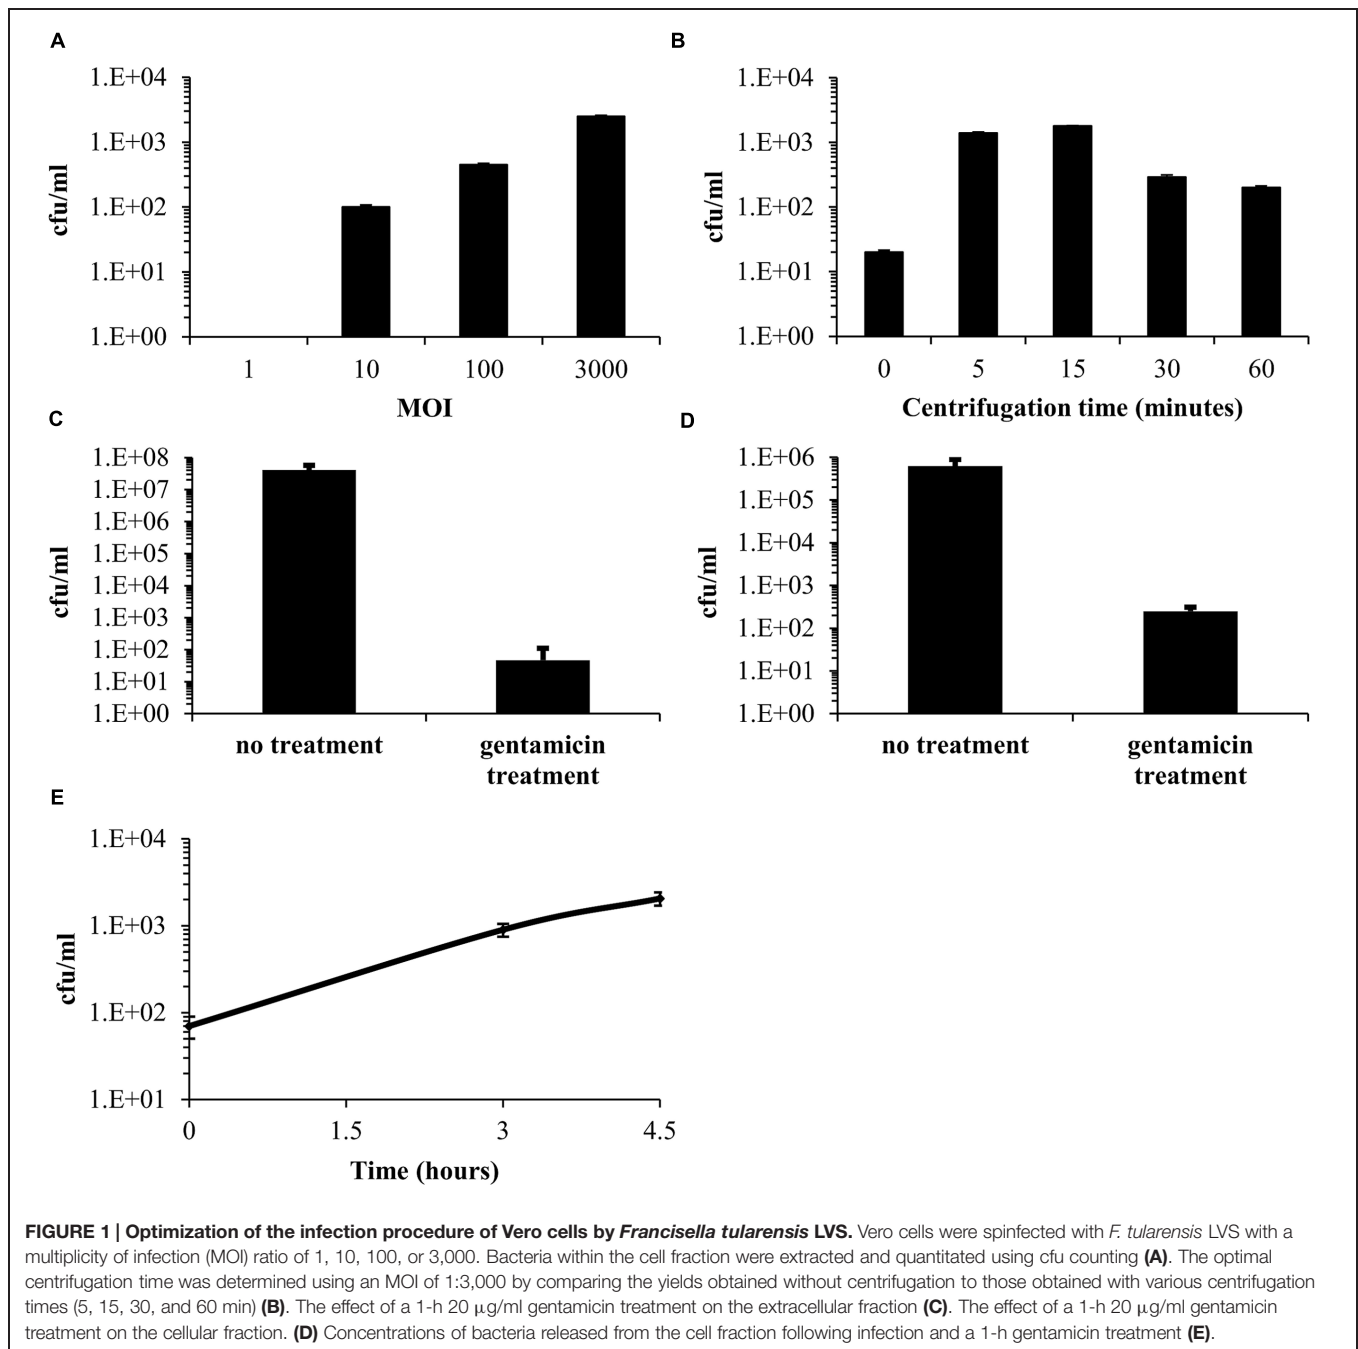 A
1.E+04
1.E+03
1.E+02
1.E+01
1.E+00
cfu/ml
1 10 100 3000
MOI
B
1.E+04
1.E+03
1.E+02
1.E+01
1.E+00
cfu/ml
0 5 15 30 60
Centrifugation time (minutes)
C
1.E+08
1.E+07
1.E+06
1.E+05
1.E+04
1.E+03
1.E+02
1.E+01
1.E+00
cfu/ml
no treatment gentamicin
treatment
D
1.E+06
1.E+05
1.E+04
1.E+03
1.E+02
1.E+01
1.E+00
cfu/ml
no treatment gentamicin
treatment
E
1.E+04
1.E+03
1.E+02
1.E+01
cfu/ml
0 1.5 3 4.5
Time (hours)
FIGURE 1 | Optimization of the infection procedure of Vero cells by Francisella tularensis LVS. Vero cells were spinfected with F. tularensis LVS with a
multiplicity of infection (MOI) ratio of 1, 10, 100, or 3,000. Bacteria within the cell fraction were extracted and quantitated using cfu counting (A). The optimal
centrifugation time was determined using an MOI of 1:3,000 by comparing the yields obtained without centrifugation to those obtained with various centrifugation
times (5, 15, 30, and 60 min) (B). The effect of a 1-h 20 μg/ml gentamicin treatment on the extracellular fraction (C). The effect of a 1-h 20 μg/ml gentamicin
treatment on the cellular fraction. (D) Concentrations of bacteria released from the cell fraction following infection and a 1-h gentamicin treatment (E).